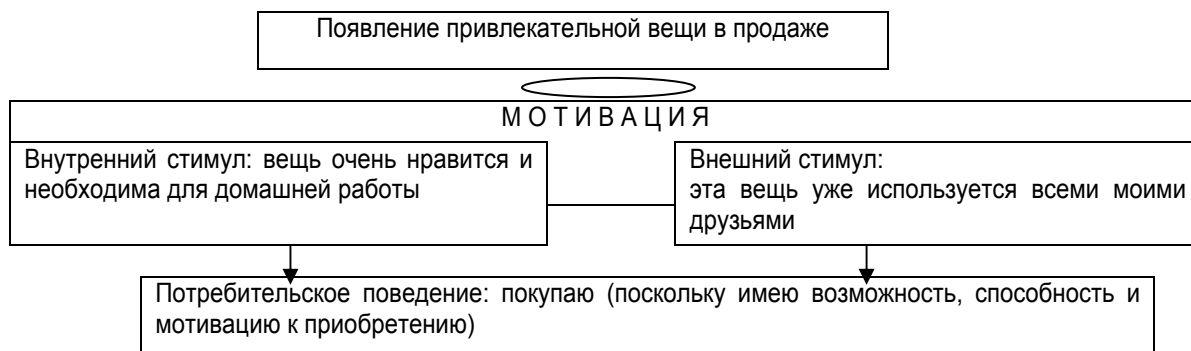 Появление привлекательной вещи в продаже
М О Т И В А Ц И Я
Внутренний стимул: вещь очень нравится и
необходима для домашней работы
Внешний стимул:
эта вещь уже используется всеми моими
друзьями
Потребительское поведение: покупаю (поскольку имею возможность, способность и
мотивацию к приобретению)